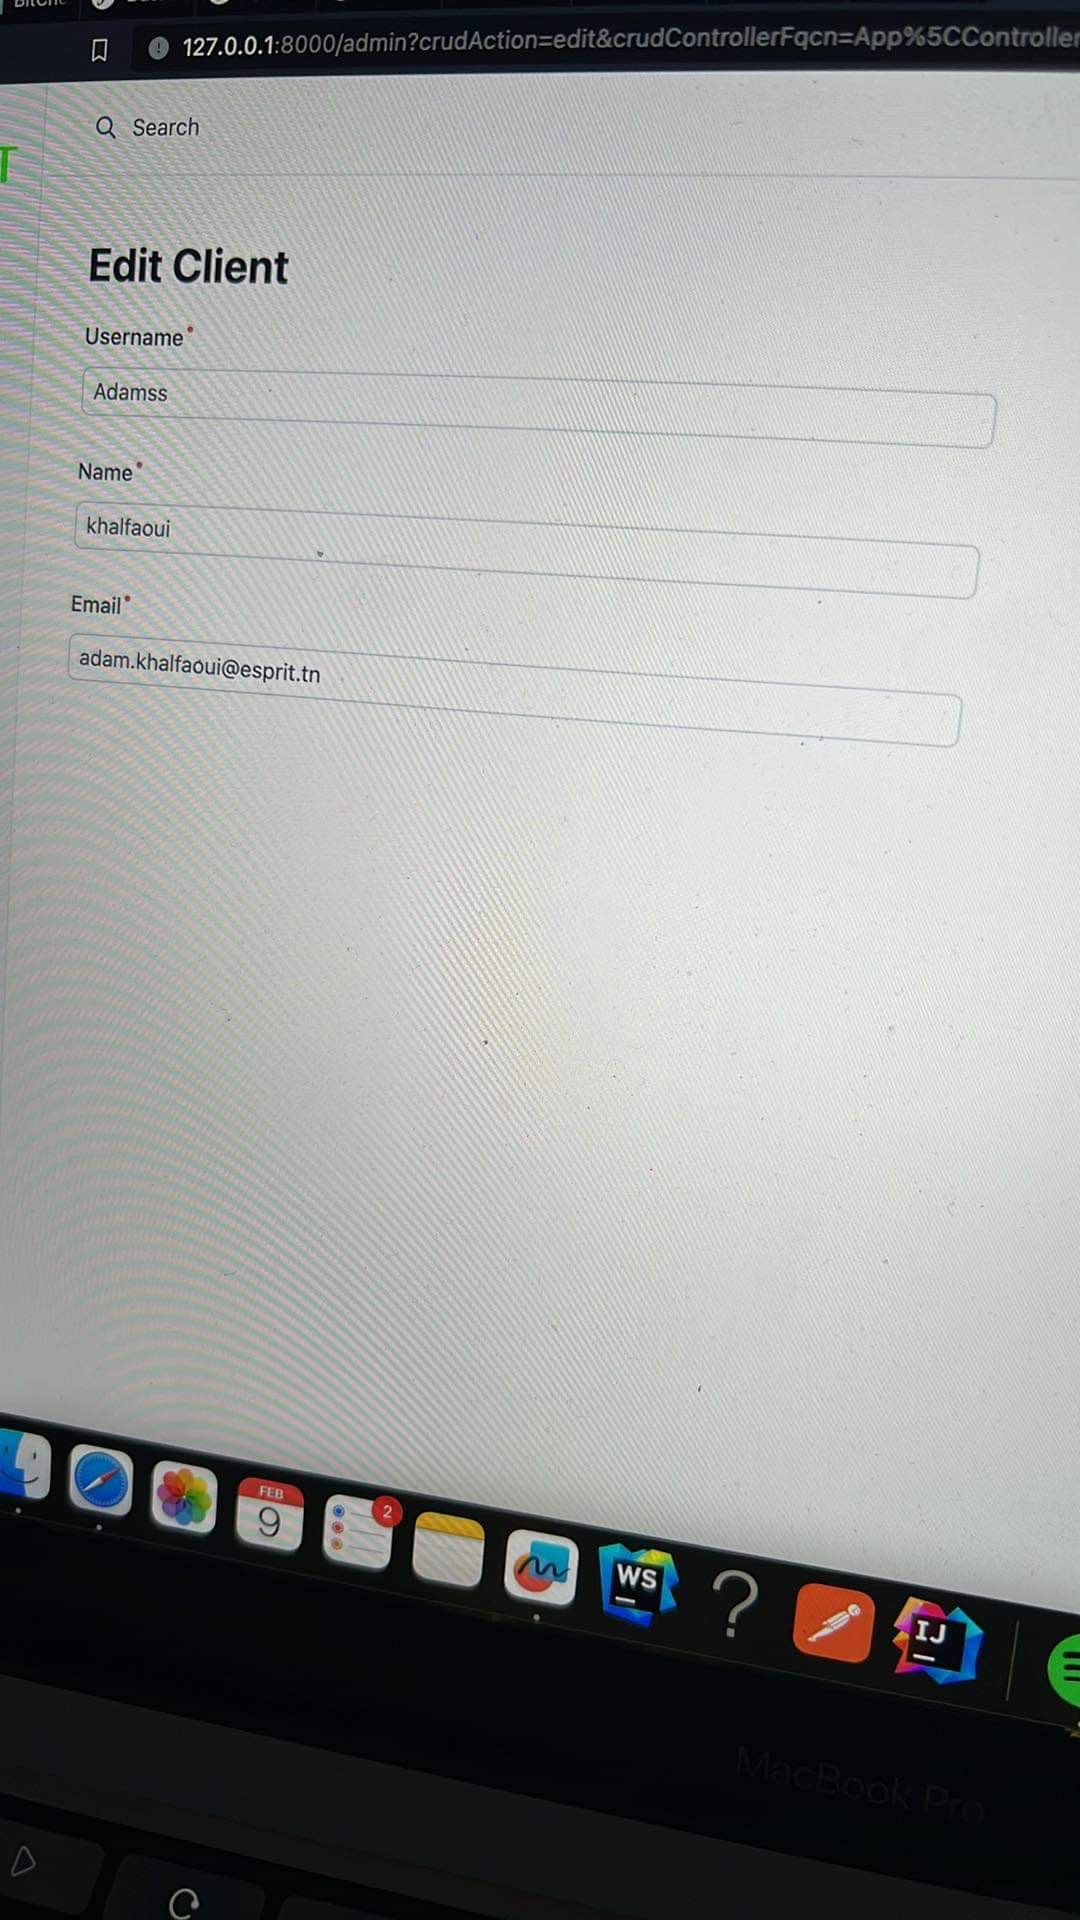 127.0.0.1:8000/admin?crudAction=edit&crudControllerFqcn=App%5CController
Search
T
Edit Client
Username
Adamss
Name
khalfaoui
Email
adam.khalfaoui@esprit.tn
FEB
9
2
WS
?
IJ
MacBook Pro